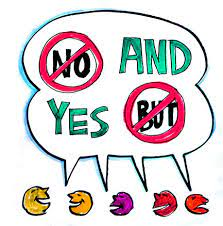 NO AND
YES BUT